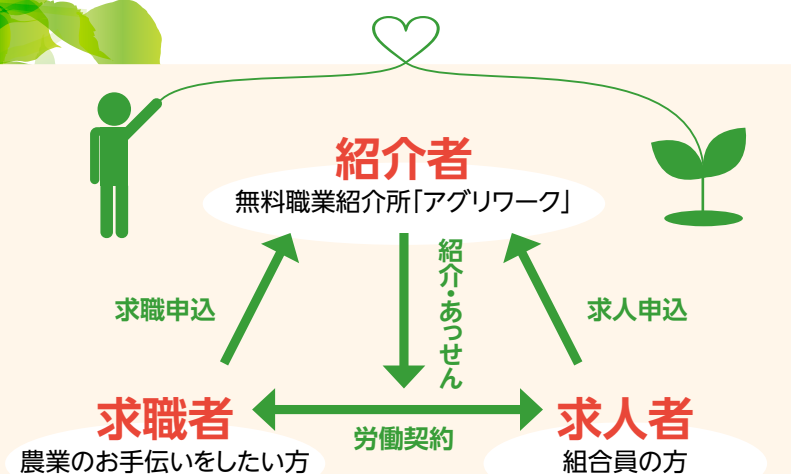 紹介者
無料職業紹介所「アグリワーク」
求職申込
紹介・あっせん
求人申込
求職者
農業のお手伝いをしたい方
労働契約
求人者
組合員の方